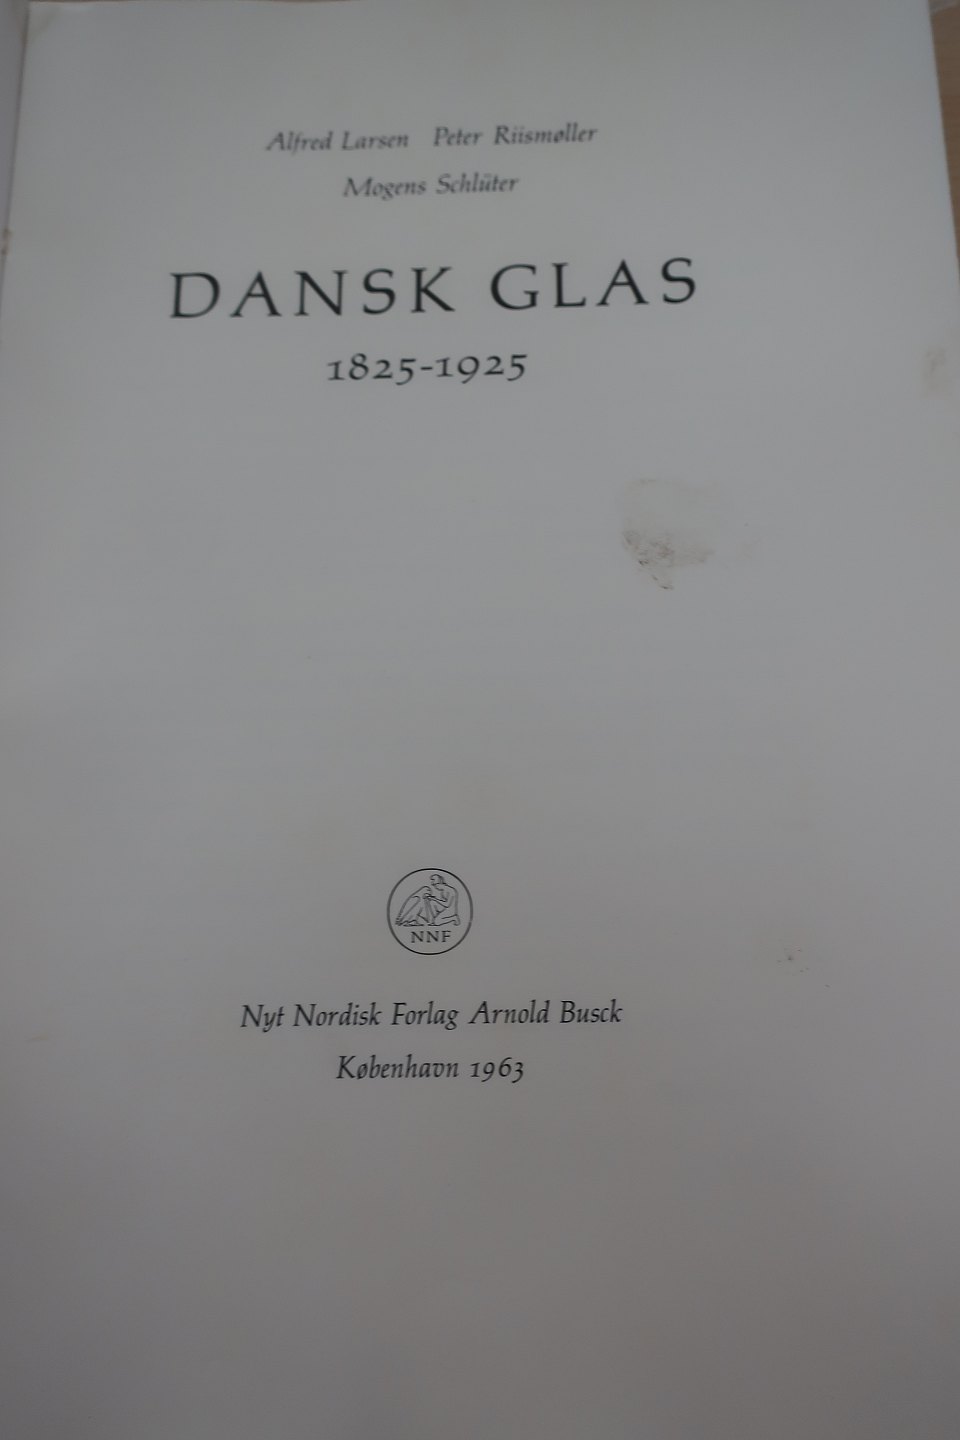 Alfred Larsen Peter Riismøller
Mogens Schlüter
DANSK GLAS
1825-1925
NNF
Nyt Nordisk Forlag Arnold Busck
København 1963